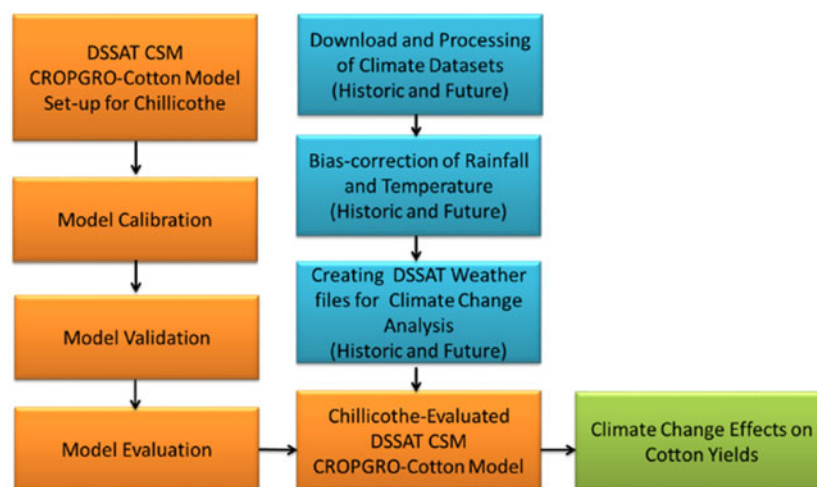 DSSAT CSM
CROPGRO-Cotton Model
Set-up for Chillicothe
Model Calibration
Model Validation
Model Evaluation
Download and Processing
of Climate Datasets
(Historic and Future)
Bias-correction of Rainfall
and Temperature
(Historic and Future)
Creating DSSAT Weather
files for Climate Change
Analysis
(Historic and Future)
Chillicothe-Evaluated
DSSAT CSM
CROPGRO-Cotton Model
Climate Change Effects on
Cotton Yields